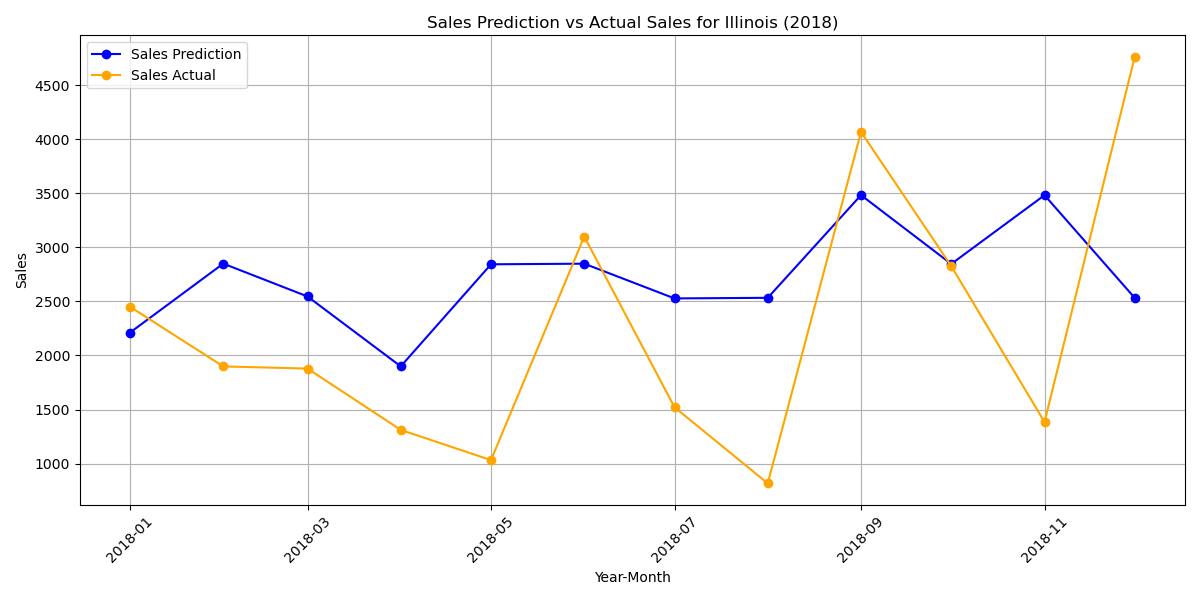 Sales Prediction vs Actual Sales for Illinois (2018)
Sales Prediction
Sales Actual
4500
4000
3500
3000
2500
2000
1500
1000
Sales
2018-01
2018-03
2018-05
2018-07
2018-09
2018-11
Year-Month